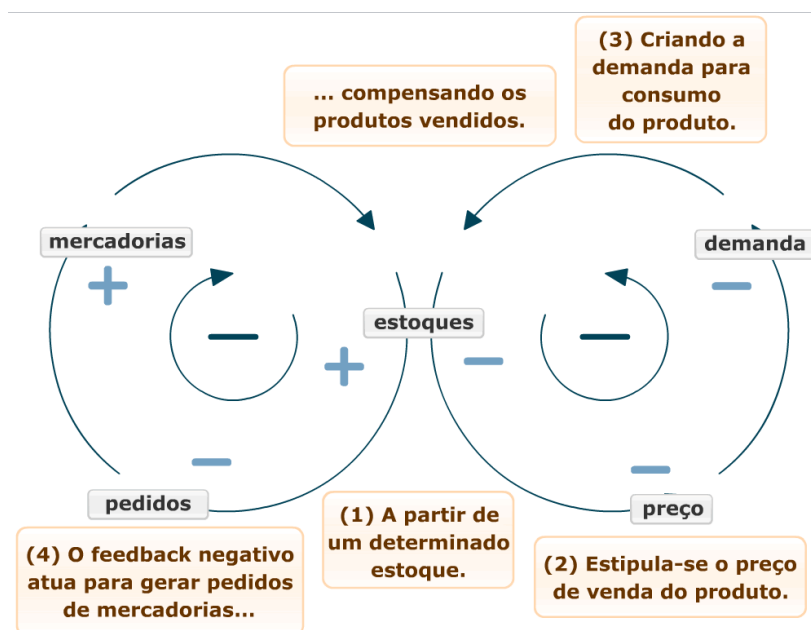 (3) Criando a
demanda para
consumo
do produto.
... compensando os
produtos vendidos.
mercadorias
demanda
+
−
estoques
−
−
+
−
−
−
pedidos
preço
(1) A partir de
um determinado
estoque.
(4) O feedback negativo
atua para gerar pedidos
de mercadorias...
(2) Estipula-se o preço
de venda do produto.